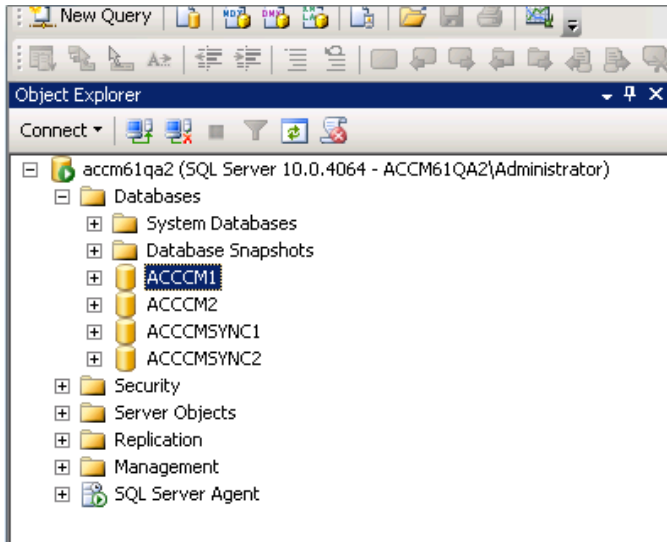 New Query
Object Explorer
Connect
accm61qa2 (SQL Server 10.0.4064 - ACCM61QA2\Administrator)
Databases
System Databases
Database Snapshots
ACCCM1
ACCCM2
ACCCMSYNC1
ACCCMSYNC2
Security
Server Objects
Replication
Management
SQL Server Agent